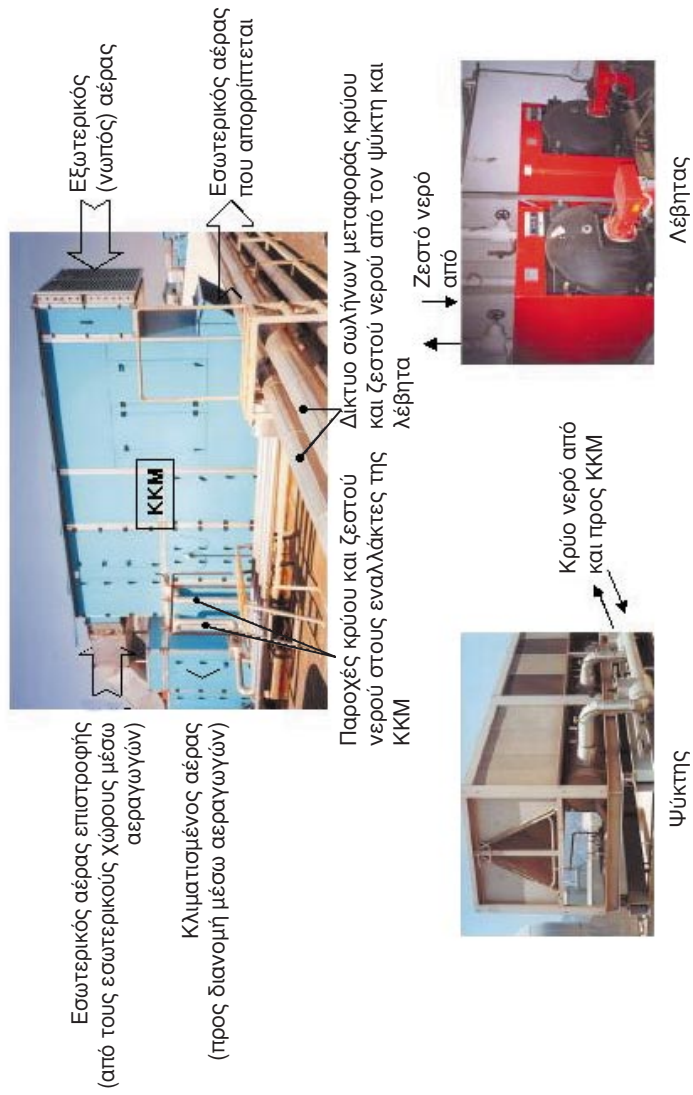 Εσωτερικός αέρας επιστροφής
(από τους εσωτερικούς χώρους μέσω
αεραγωγών)
Κλιματισμένος αέρας
(προς διανομή μέσω αεραγωγών)
ΚΚΜ
Εξωτερικός
(νωπός) αέρας
Εσωτερικός αέρας
που απορρίπτεται
Παροχές κρύου και ζεστού
νερού στους εναλλάκτες της
ΚΚΜ
Δίκτυο σωλήνων μεταφοράς κρύου
και ζεστού νερού από τον ψύκτη και
λέβητα
Κρύο νερό από
και προς ΚΚΜ
Ψύκτης
Ζεστό νερό
από
Λέβητας